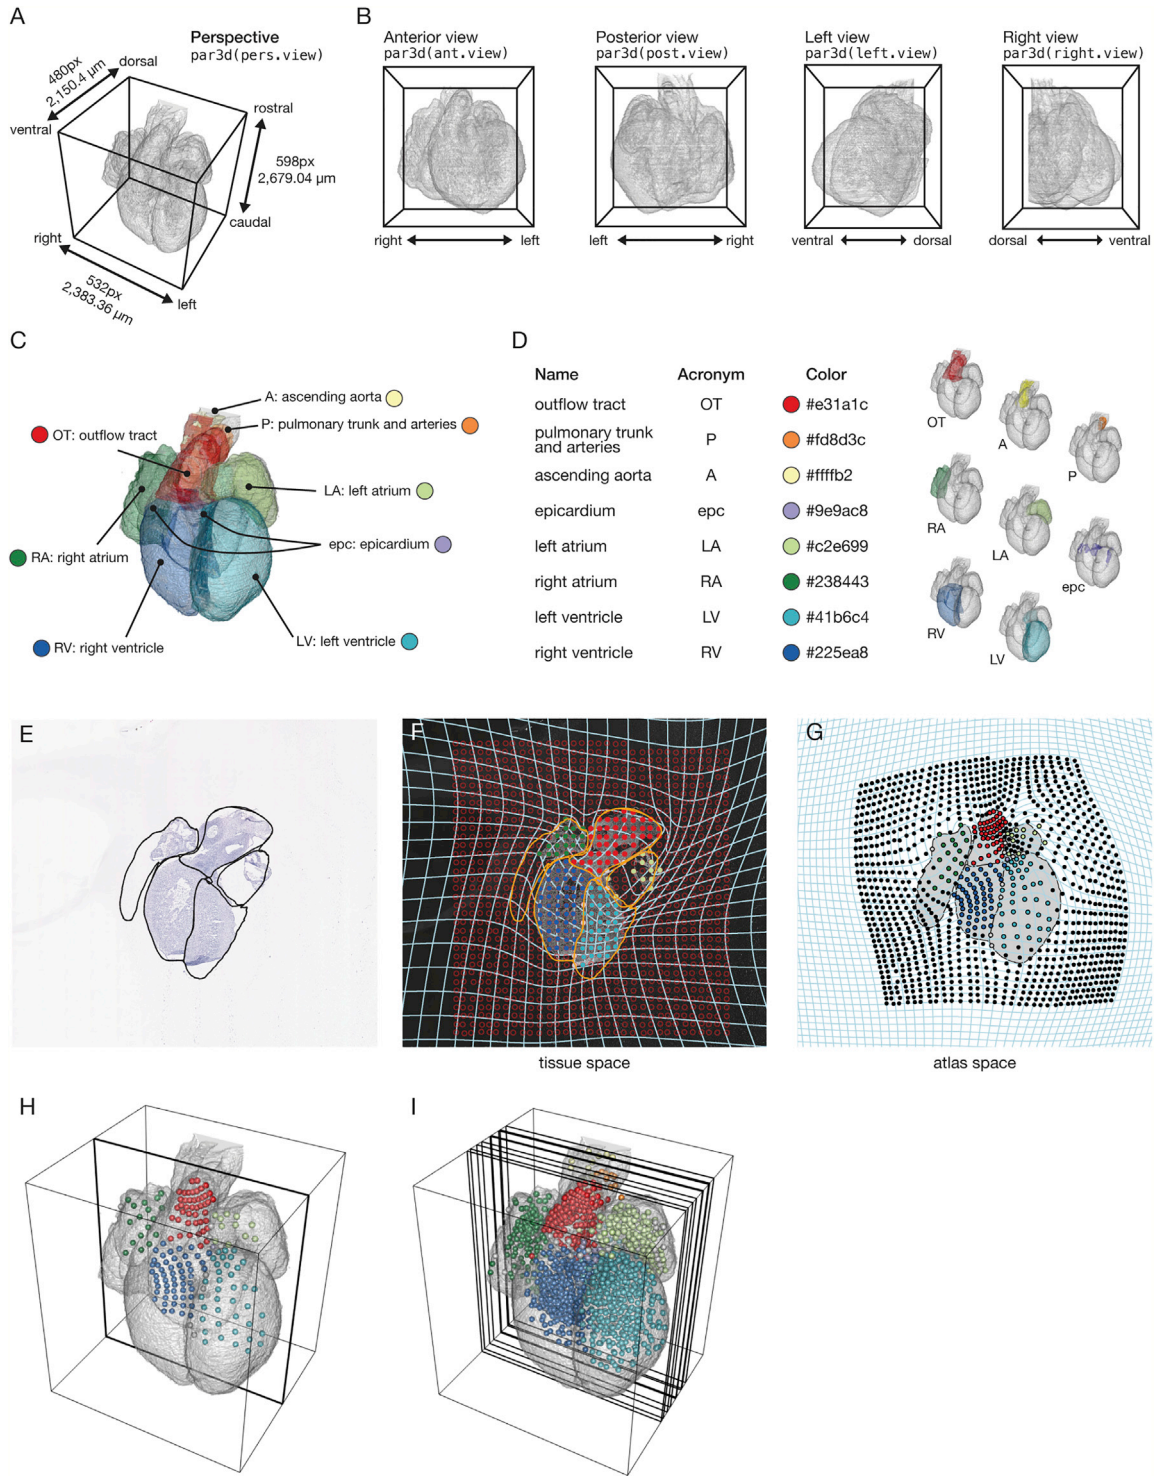 A
Perspective
par3d(pers.view)
480px
2,150.4 µm
dorsal
ventral
rostral
598px
2,679.04 µm
caudal
right
532px
2,383.36 µm
left
B
Anterior view
par3d(ant.view)
right
left
Posterior view
par3d(post.view)
left
right
Left view
par3d(left.view)
ventral
dorsal
Right view
par3d(right.view)
dorsal
ventral
C
A: ascending aorta
P: pulmonary trunk and arteries
OT: outflow tract
LA: left atrium
epc: epicardium
RA: right atrium
LV: left ventricle
RV: right ventricle
D
Name Acronym Color
outflow tract OT #e31a1c
pulmonary trunk
and arteries P #fd8d3c
ascending aorta A #ffffb2
epicardium epc #9e9ac8
left atrium LA #c2e699
right atrium RA #238443
left ventricle LV #41b6c4
right ventricle RV #225ea8
OT
A
P
RA
LA
epc
RV
LV
E
F
tissue space
G
atlas space
H
I